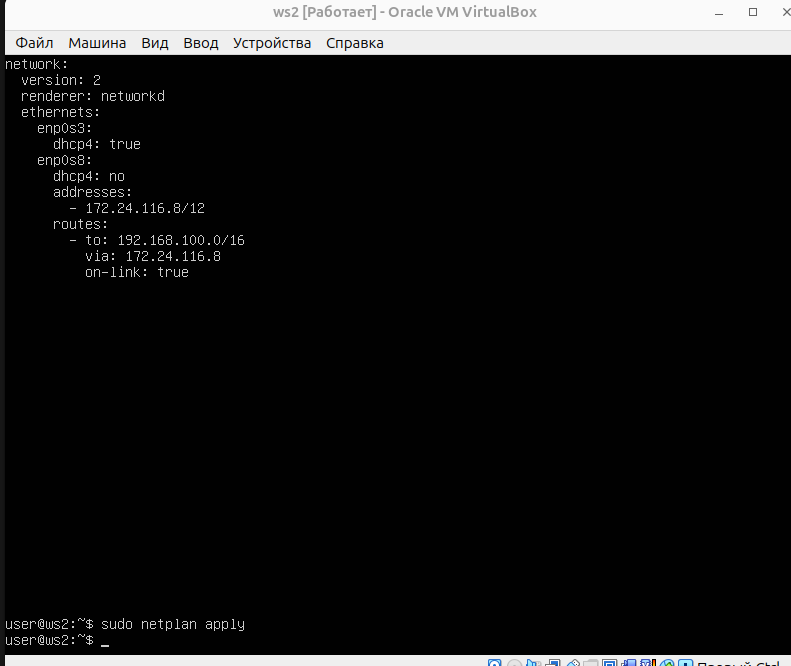 ws2 [Работает] - Oracle VM VirtualBox
Файл Машина Вид Ввод Устройства Справка
network:
  version: 2
  renderer: networkd
  ethernets:
    enp0s3:
      dhcp4: true
    enp0s8:
      dhcp4: no
      addresses:
        - 172.24.116.8/12
      routes:
        - to: 192.168.100.0/16
          via: 172.24.116.8
          on-link: true
user@ws2:~$ sudo netplan apply
user@ws2:~$ _
Правый Ctrl